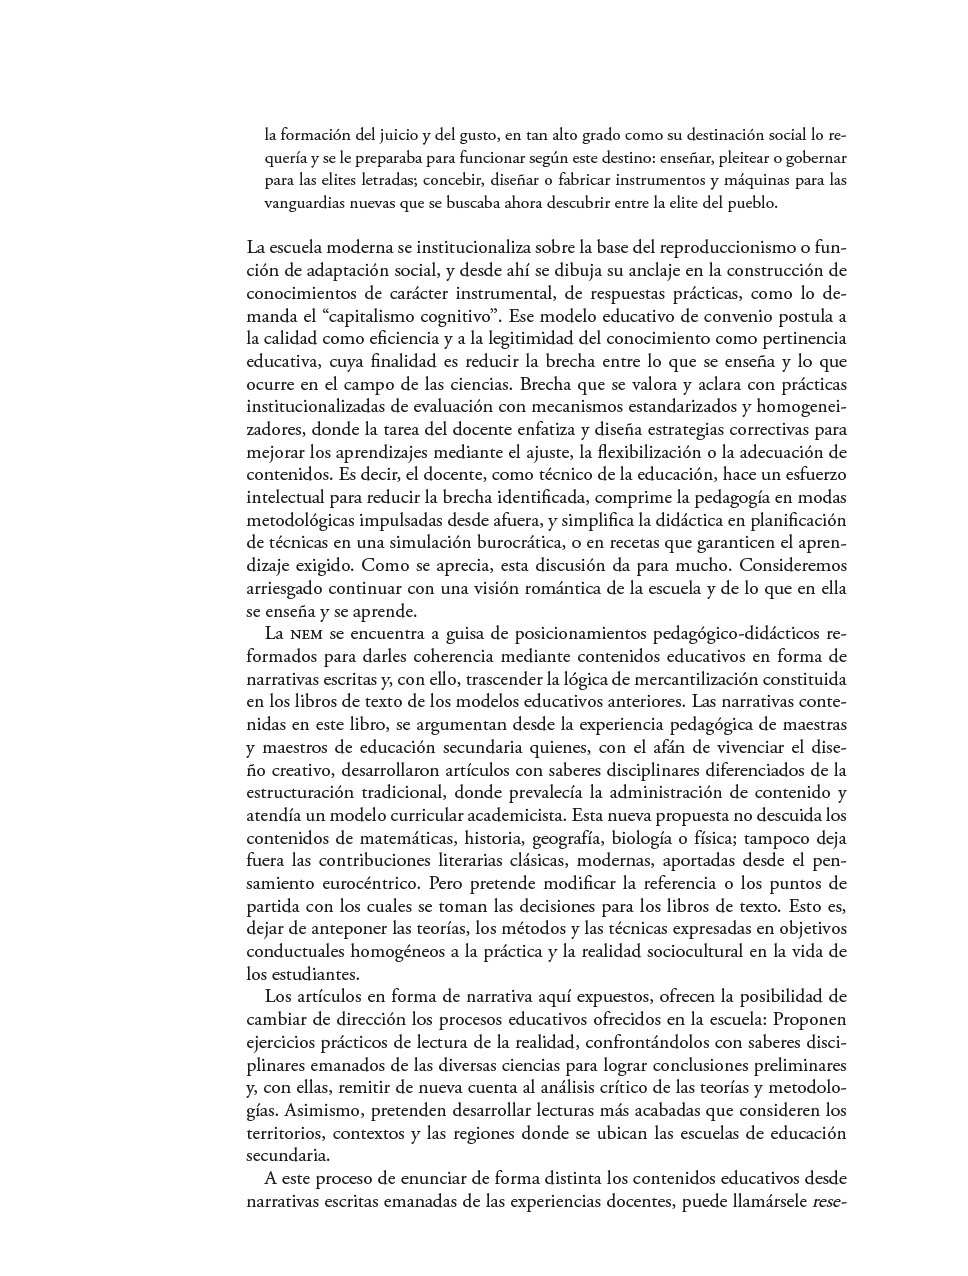 la formación del juicio y del gusto, en tan alto grado como su destinación social lo re-
quería y se le preparaba para funcionar según este destino: enseñar, pleitear o gobernar
para las elites letradas; concebir, diseñar o fabricar instrumentos y máquinas para las
vanguardias nuevas que se buscaba ahora descubrir entre la elite del pueblo.
La escuela moderna se institucionaliza sobre la base del reproduccionismo o fun-
ción de adaptación social, y desde ahí se dibuja su anclaje en la construcción de
conocimientos de carácter instrumental, de respuestas prácticas, como lo de-
manda el “capitalismo cognitivo”. Ese modelo educativo de convenio postula a
la calidad como eficiencia y a la legitimidad del conocimiento como pertinencia
educativa, cuya finalidad es reducir la brecha entre lo que se enseña y lo que
ocurre en el campo de las ciencias. Brecha que se valora y aclara con prácticas
institucionalizadas de evaluación con mecanismos estandarizados y homogenei-
zadores, donde la tarea del docente enfatiza y diseña estrategias correctivas para
mejorar los aprendizajes mediante el ajuste, la flexibilización o la adecuación de
contenidos. Es decir, el docente, como técnico de la educación, hace un esfuerzo
intelectual para reducir la brecha identificada, comprime la pedagogía en modas
metodológicas impulsadas desde afuera, y simplifica la didáctica en planificación
de técnicas en una simulación burocrática, o en recetas que garanticen el apren-
dizaje exigido. Como se aprecia, esta discusión da para mucho. Consideremos
arriesgado continuar con una visión romántica de la escuela y de lo que en ella
se enseña y se aprende.
La NEM se encuentra a guisa de posicionamientos pedagógico-didácticos re-
formados para darles coherencia mediante contenidos educativos en forma de
narrativas escritas y, con ello, trascender la lógica de mercantilización constituida
en los libros de texto de los modelos educativos anteriores. Las narrativas conte-
nidas en este libro, se argumentan desde la experiencia pedagógica de maestras
y maestros de educación secundaria quienes, con el afán de vivenciar el dise-
ño creativo, desarrollaron artículos con saberes disciplinares diferenciados de la
estructuración tradicional, donde prevalecía la administración de contenido y
atendía un modelo curricular academicista. Esta nueva propuesta no descuida los
contenidos de matemáticas, historia, geografía, biología o física; tampoco deja
fuera las contribuciones literarias clásicas, modernas, aportadas desde el pen-
samiento eurocéntrico. Pero pretende modificar la referencia o los puntos de
partida con los cuales se toman las decisiones para los libros de texto. Esto es,
dejar de anteponer las teorías, los métodos y las técnicas expresadas en objetivos
conductuales homogéneos a la práctica y la realidad sociocultural en la vida de
los estudiantes.
Los artículos en forma de narrativa aquí expuestos, ofrecen la posibilidad de
cambiar de dirección los procesos educativos ofrecidos en la escuela: Proponen
ejercicios prácticos de lectura de la realidad, confrontándolos con saberes disci-
plinares emanados de las diversas ciencias para lograr conclusiones preliminares
y, con ellas, remitir de nueva cuenta al análisis crítico de las teorías y metodolo-
gías. Asimismo, pretenden desarrollar lecturas más acabadas que consideren los
territorios, contextos y las regiones donde se ubican las escuelas de educación
secundaria.
A este proceso de enunciar de forma distinta los contenidos educativos desde
narrativas escritas emanadas de las experiencias docentes, puede llamársele rese-